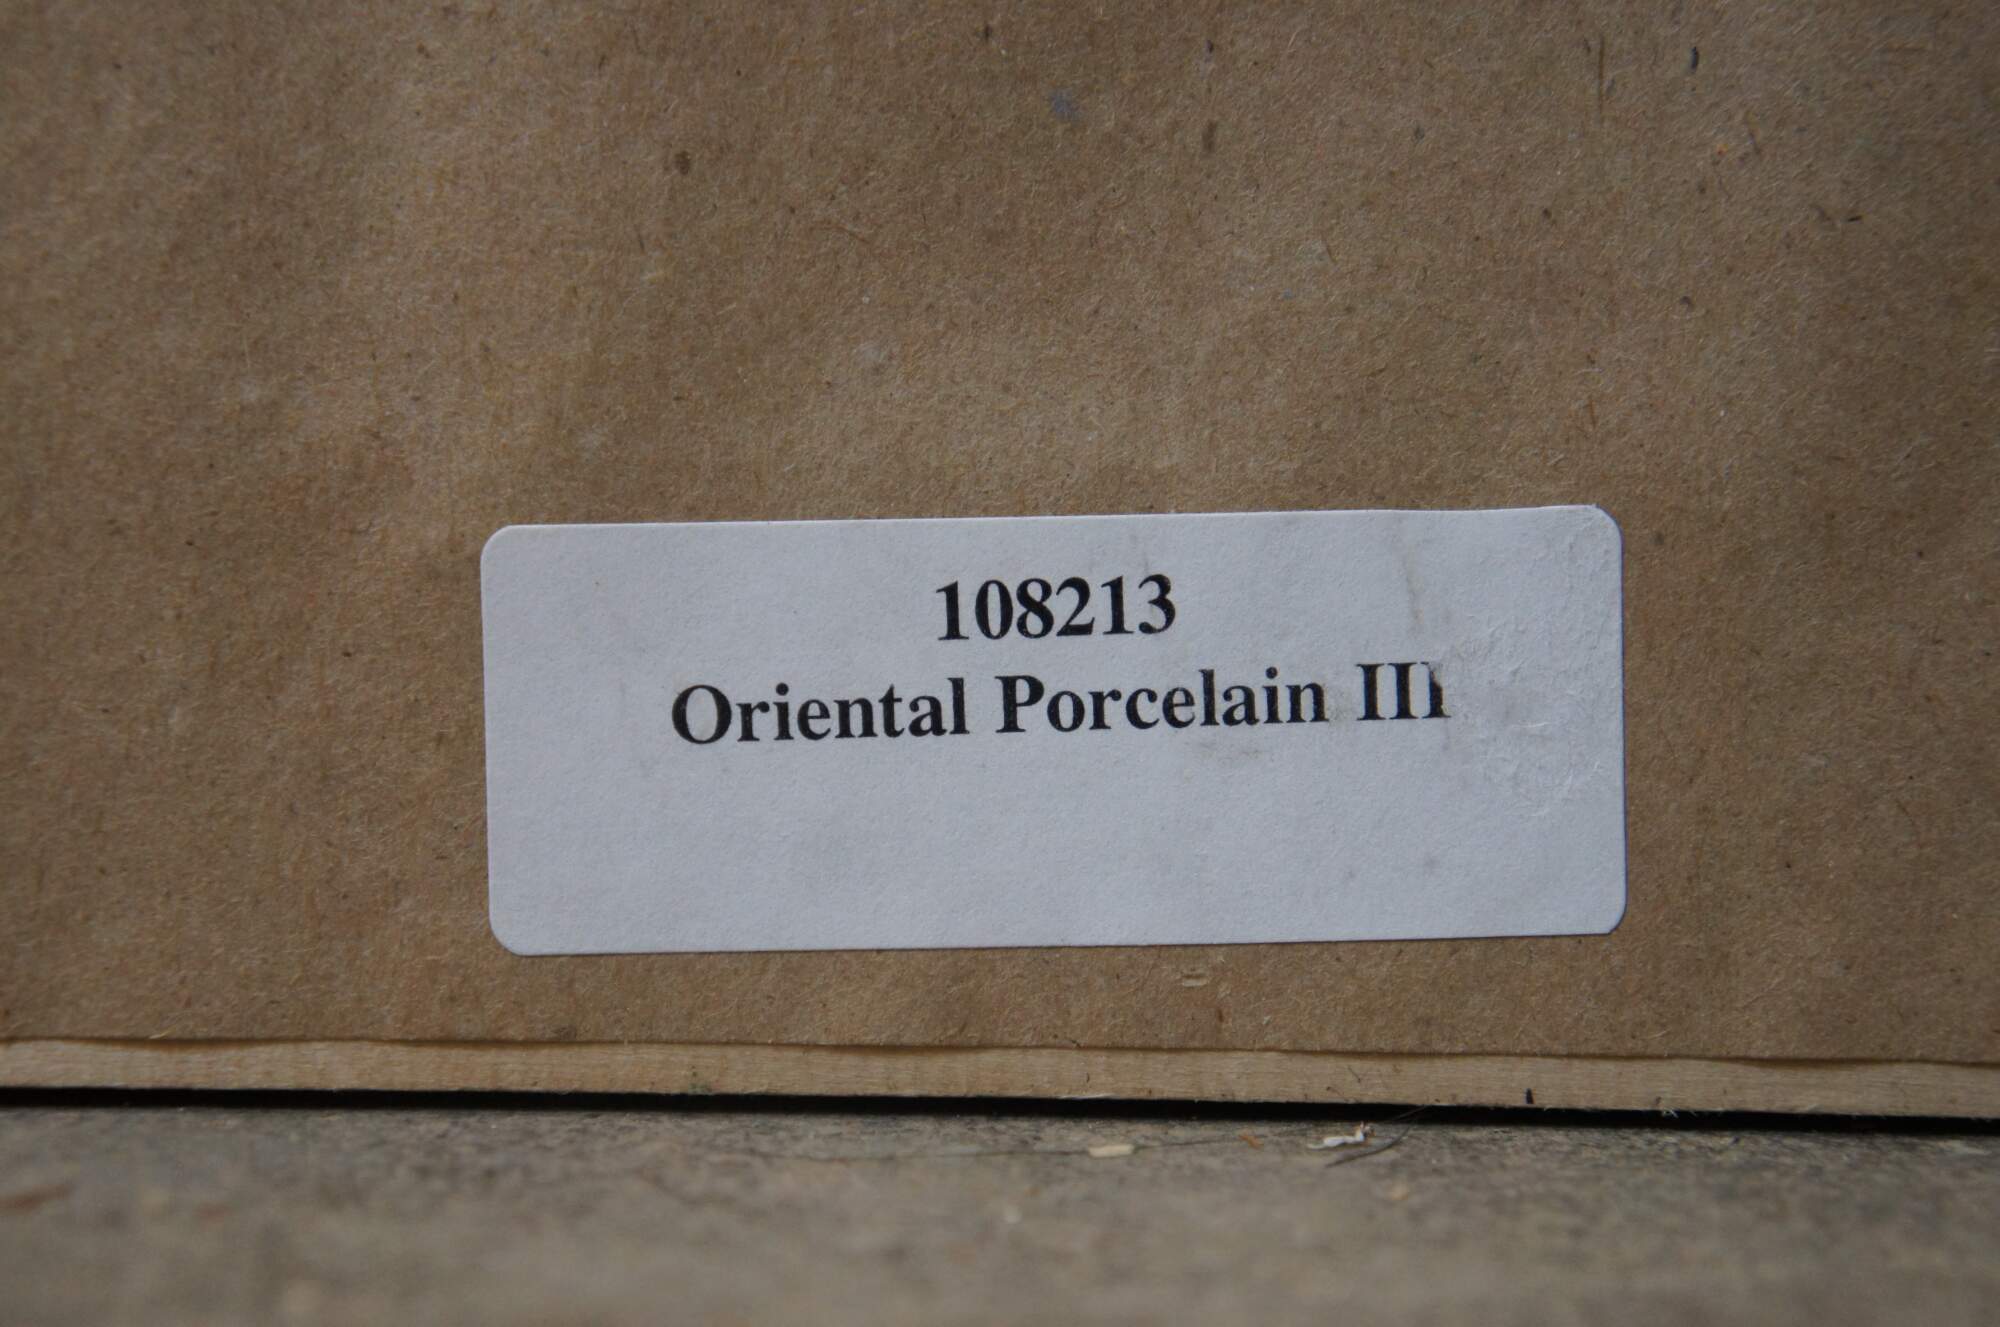 108213
Oriental Porcelain III